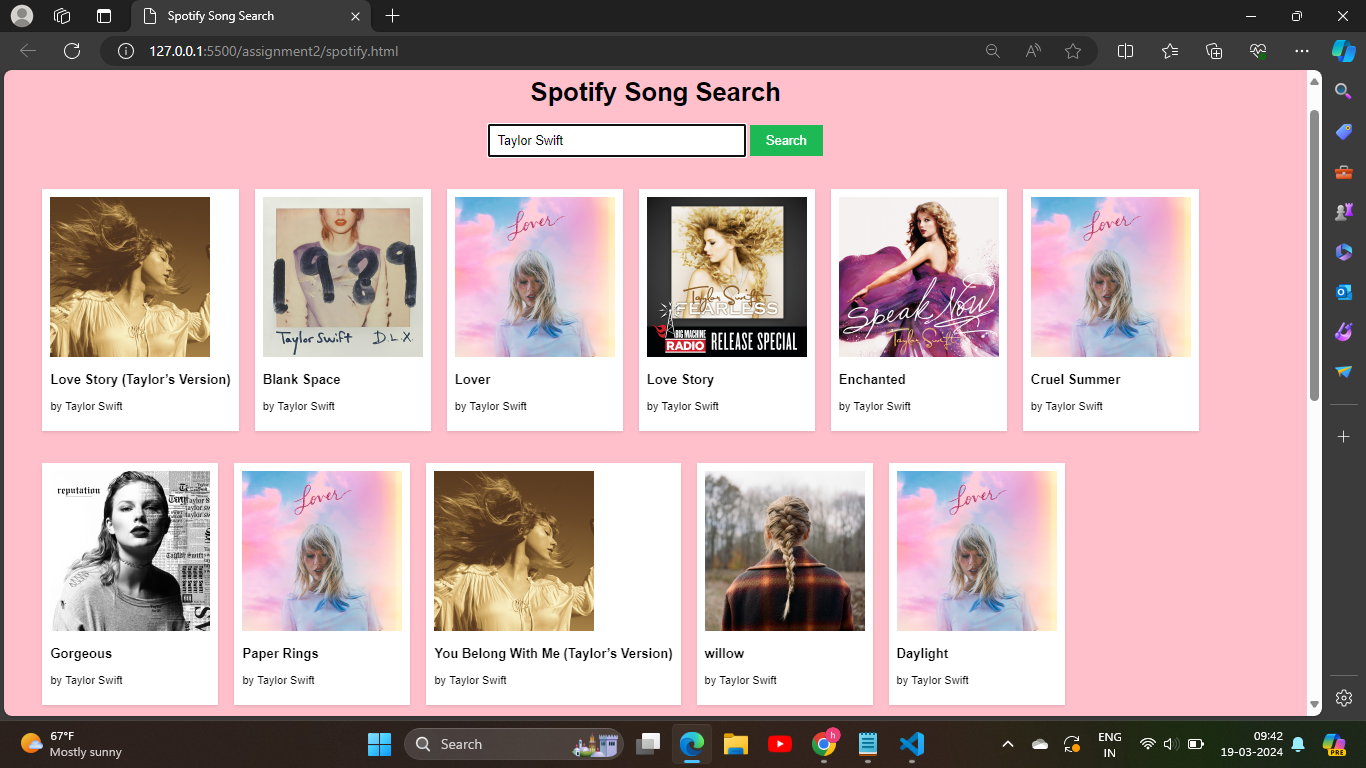 Spotify Song Search
127.0.0.1:5500/assignment2/spotify.html
Spotify Song Search
Taylor Swift
Search
1989
Taylor Swift D.L.X.
Lover
Taylor Swift
FEARLESS
BIG MACHINE
RADIO RELEASE SPECIAL
Speak Now
Taylor Swift
Lover
Love Story (Taylor’s Version)
Blank Space
Lover
Love Story
Enchanted
Cruel Summer
by Taylor Swift
by Taylor Swift
by Taylor Swift
by Taylor Swift
by Taylor Swift
by Taylor Swift
reputation
Lover
Lover
Gorgeous
Paper Rings
You Belong With Me (Taylor’s Version)
willow
Daylight
by Taylor Swift
by Taylor Swift
by Taylor Swift
by Taylor Swift
by Taylor Swift
67°F
Mostly sunny
Search
h
ENG
IN
09:42
19-03-2024
PRE